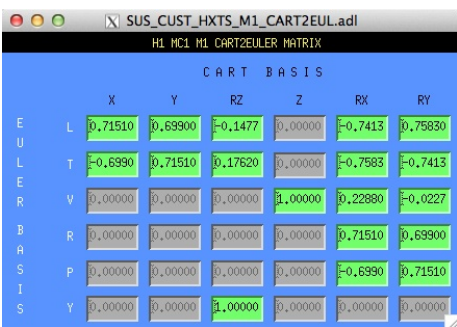 SUS_CUST_HXTS_M1_CART2EUL.adl
H1 MC1 M1 CART2EULER MATRIX
CART BASIS
X Y RZ Z RX RY
EULER BASIS
L 0.71510 0.69900 -0.1477 0.00000 -0.7413 0.75830
T -0.6990 0.71510 0.17620 0.00000 -0.7583 -0.7413
V 0.00000 0.00000 0.00000 1.00000 0.22880 -0.0227
R 0.00000 0.00000 0.00000 0.00000 0.71510 0.69900
P 0.00000 0.00000 0.00000 0.00000 -0.6990 0.71510
Y 0.00000 0.00000 1.00000 0.00000 0.00000 0.00000